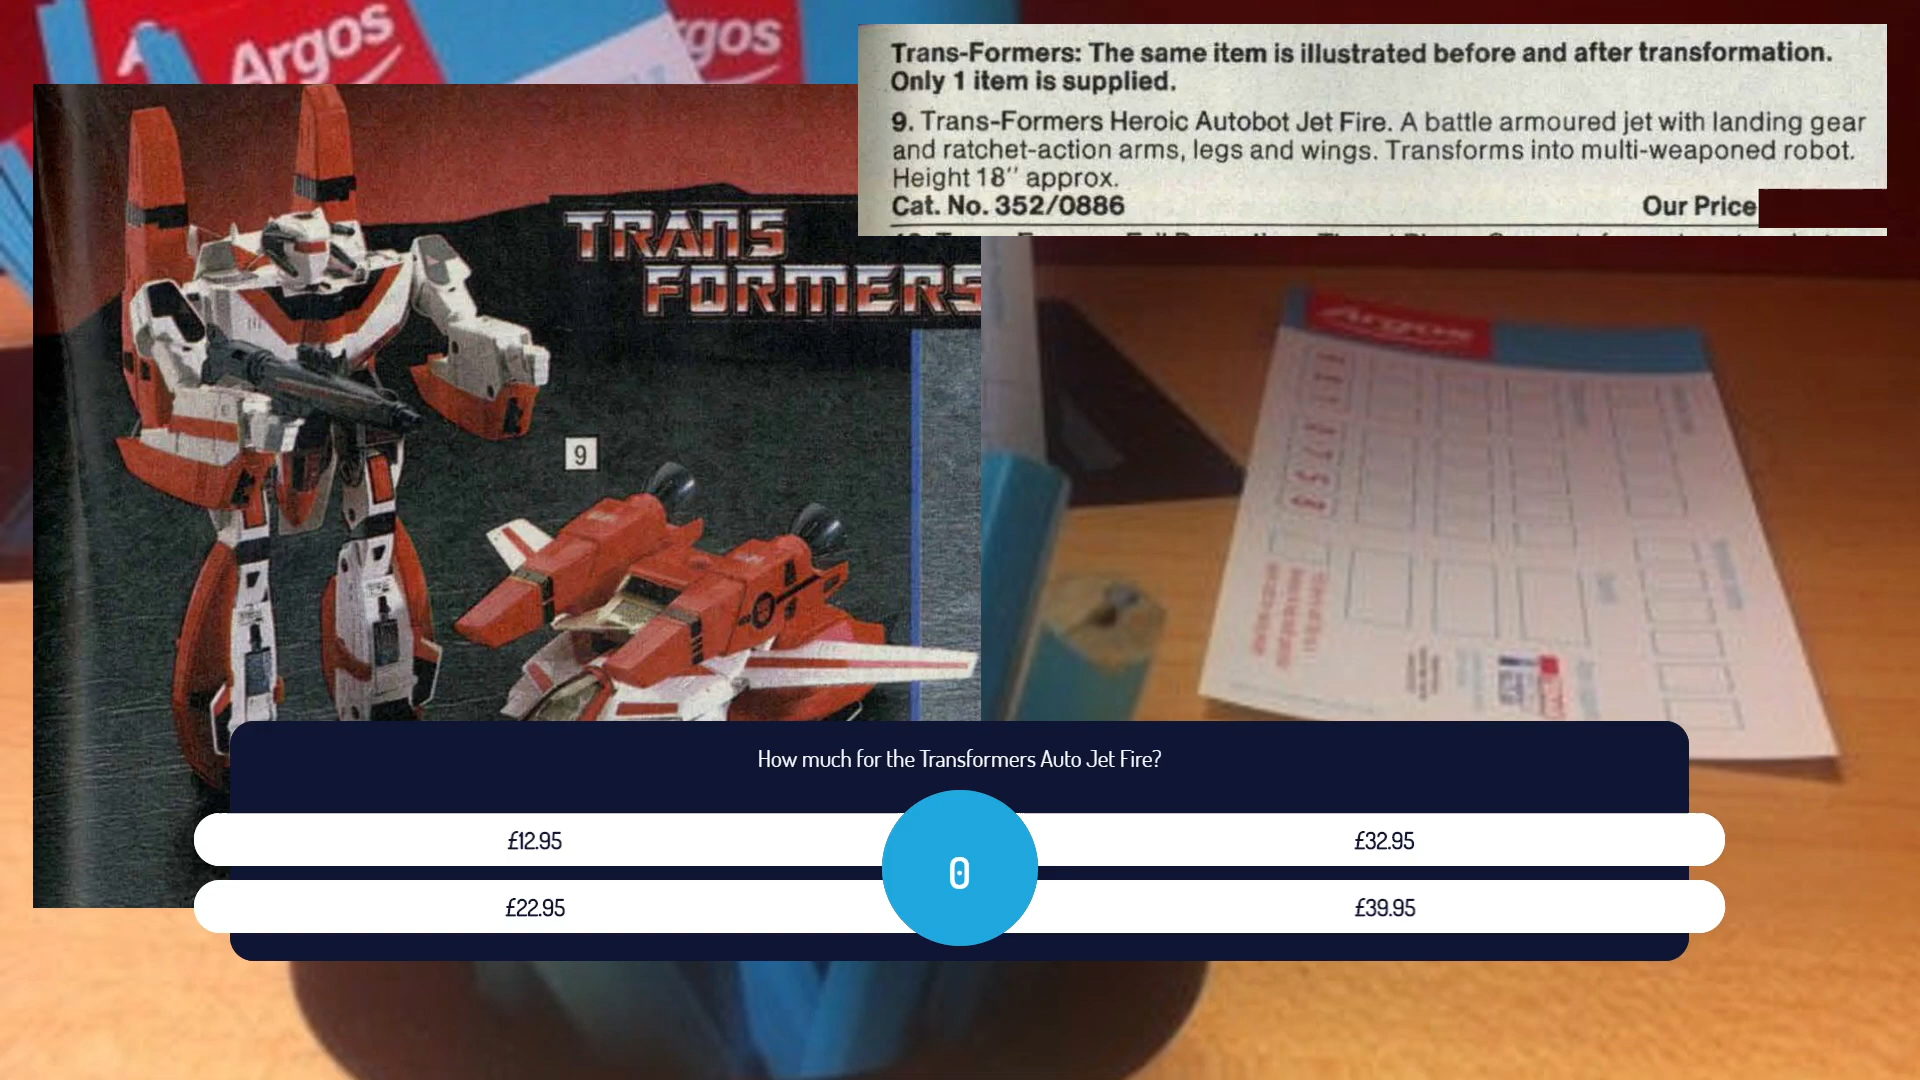 Argos
gos
Trans-Formers: The same item is illustrated before and after transformation.
Only 1 item is supplied.
9. Trans-Formers Heroic Autobot Jet Fire. A battle armoured jet with landing gear
and ratchet-action arms, legs and wings. Transforms into multi-weaponed robot.
Height 18″ approx.
Cat. No. 352/0886 Our Price
TRANS
FORMERS
9
Argos
How much for the Transformers Auto Jet Fire?
£12.95
£32.95
0
£22.95
£39.95